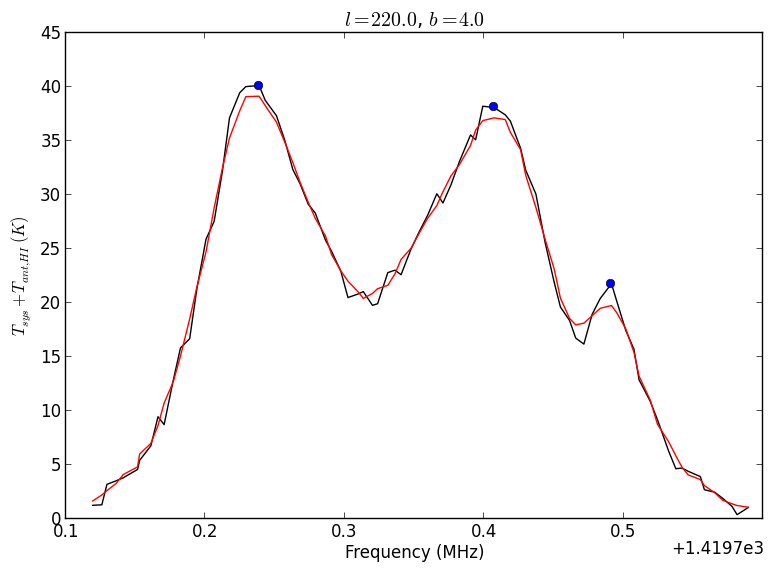 l = 220.0, b = 4.0
45
40
35
30
25
20
15
10
5
0
T_sys + T_ant,HI (K)
0.1 0.2 0.3 0.4 0.5
+1.4197e3
Frequency (MHz)